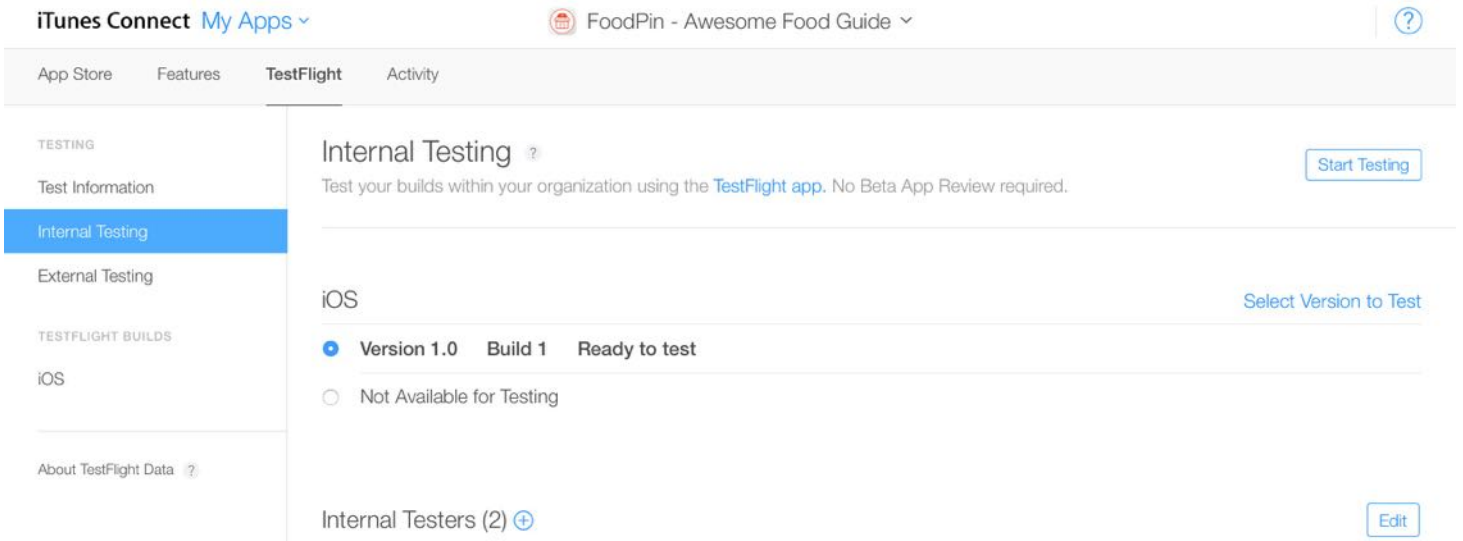 iTunes Connect My Apps FoodPin - Awesome Food Guide ?
App Store Features TestFlight Activity
TESTING
Test Information
Internal Testing
External Testing
TESTFLIGHT BUILDS
iOS
About TestFlight Data ?
Internal Testing ?
Start Testing
Test your builds within your organization using the TestFlight app. No Beta App Review required.
iOS Select Version to Test
Version 1.0 Build 1 Ready to test
Not Available for Testing
Internal Testers (2) Edit